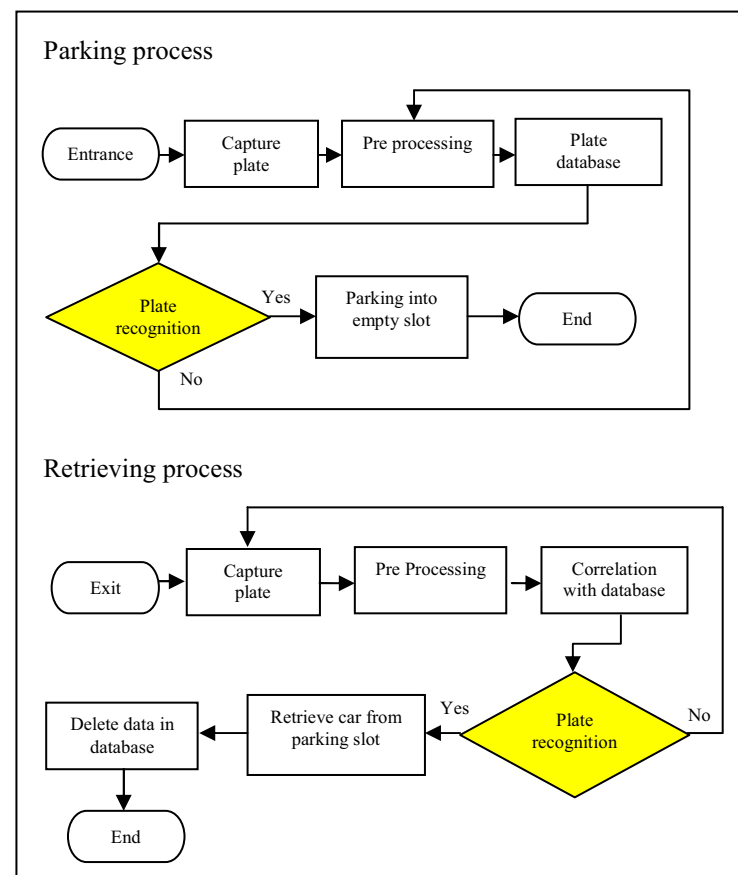 Parking process
Entrance
Capture
plate
Pre processing
Plate
database
Plate
recognition
Yes
Parking into
empty slot
End
No
Retrieving process
Exit
Capture
plate
Pre Processing
Correlation
with database
Plate
recognition
No
Yes
Retrieve car from
parking slot
Delete data in
database
End